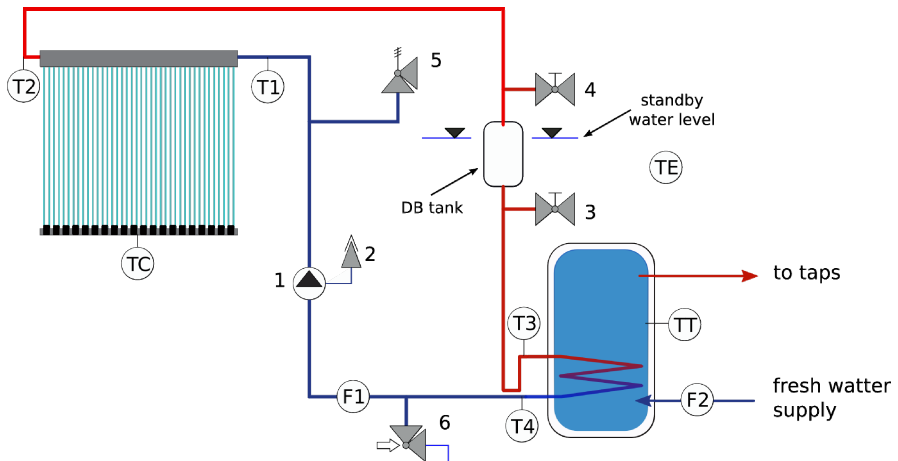 5
T2
T1
4
standby
water level
TE
DB tank
3
TC
2
1
to taps
T3
TT
F1
F2
fresh watter
supply
T4
6